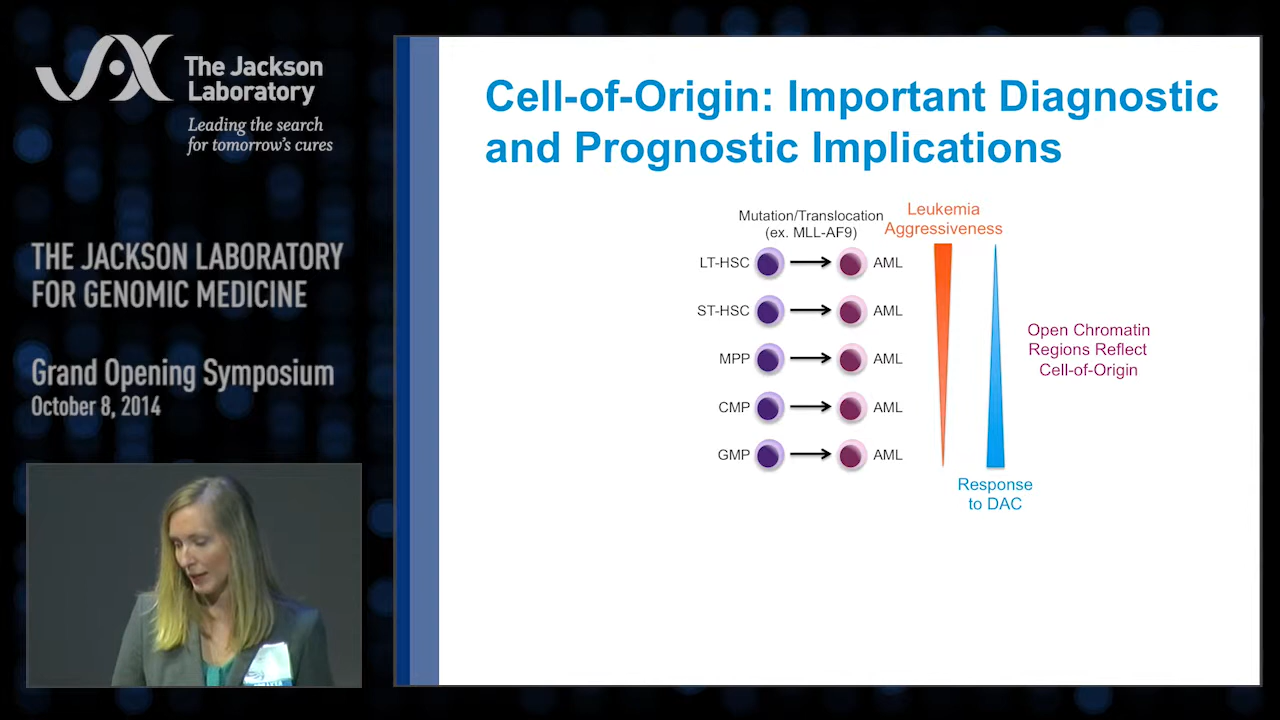 JAX
The Jackson
Laboratory
Leading the search
for tomorrow's cures
THE JACKSON LABORATORY
FOR GENOMIC MEDICINE
Grand Opening Symposium
October 8, 2014
Cell-of-Origin: Important Diagnostic
and Prognostic Implications
Mutation/Translocation
(ex. MLL-AF9)
Leukemia
Aggressiveness
LT-HSC AML
ST-HSC AML
MPP AML
CMP AML
GMP AML
Open Chromatin
Regions Reflect
Cell-of-Origin
Response
to DAC